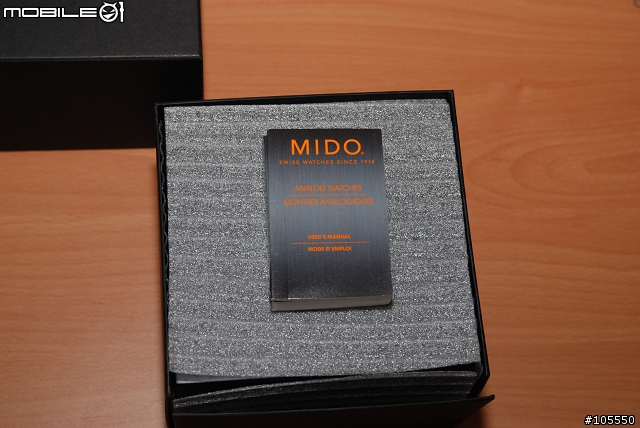 MOBILE01
MIDO®
SWISS WATCHES SINCE 1918
ANALOG WATCHES
MONTRES ANALOGIQUES
USER'S MANUAL
MODE D'EMPLOI
#105550